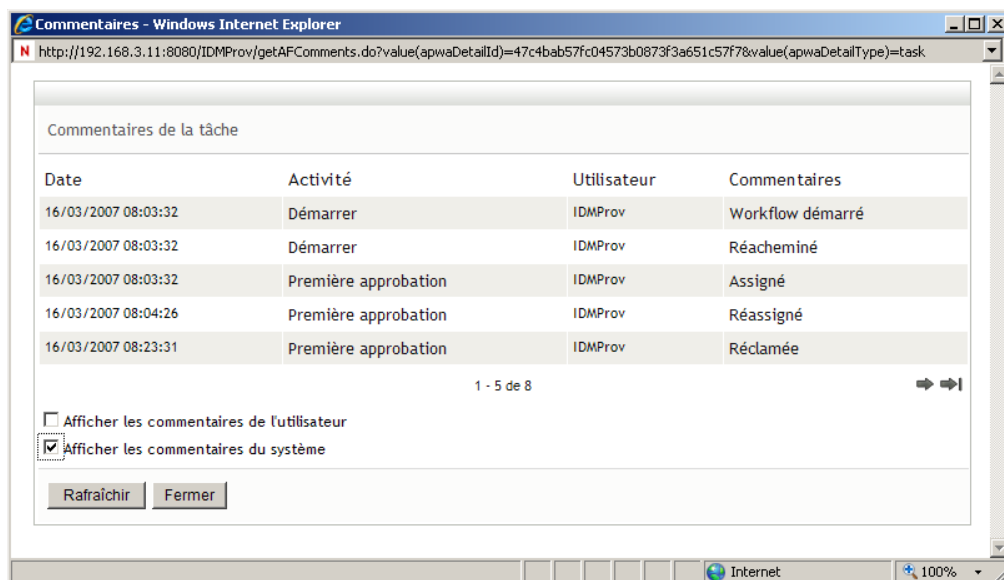 Commentaires - Windows Internet Explorer
N http://192.168.3.11:8080/IDMProv/getAFComments.do?value(apwaDetailId)=47c4bab57fc04573b0873f3a651c57f7&value(apwaDetailType)=task
Commentaires de la tâche
Date Activité Utilisateur Commentaires
16/03/2007 08:03:32 Démarrer IDMProv Workflow démarré
16/03/2007 08:03:32 Démarrer IDMProv Réacheminé
16/03/2007 08:03:32 Première approbation IDMProv Assigné
16/03/2007 08:04:26 Première approbation IDMProv Réassigné
16/03/2007 08:23:31 Première approbation IDMProv Réclamée
1 - 5 de 8
Afficher les commentaires de l'utilisateur
Afficher les commentaires du système
Rafraîchir Fermer
Internet 100%